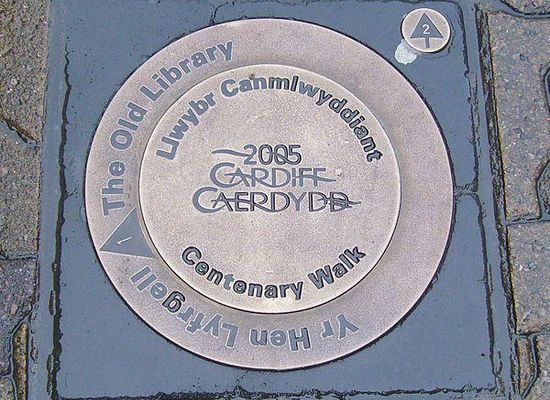 The Old Library
1
Yr Hen Lyfrgell
Llwybr Canmlwyddiant
2005
CARDIFF
CAERDYDD
Centenary Walk
2